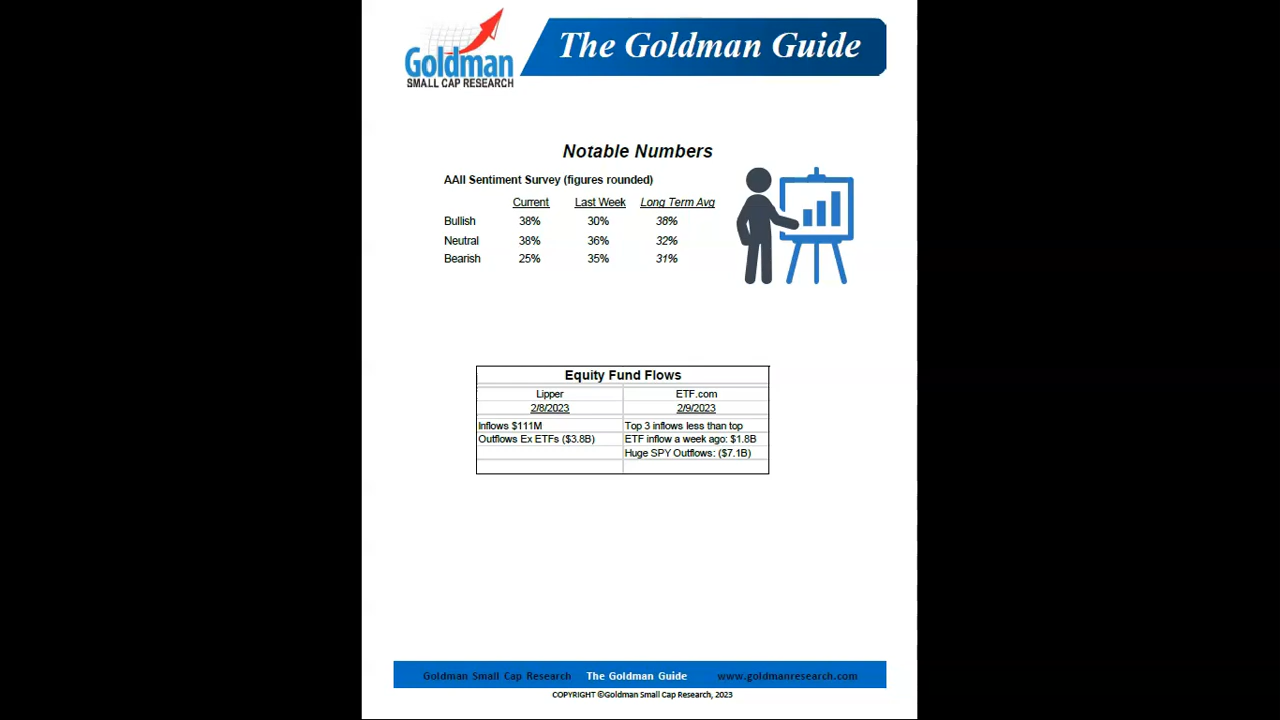 Goldman
SMALL CAP RESEARCH
The Goldman Guide
Notable Numbers
AAII Sentiment Survey (figures rounded)
Current Last Week Long Term Avg
Bullish 38% 30% 38%
Neutral 38% 36% 32%
Bearish 25% 35% 31%
Equity Fund Flows
Lipper ETF.com
2/8/2023 2/9/2023
Inflows $111M Top 3 inflows less than top
Outflows Ex ETFs ($3.8B) ETF inflow a week ago: $1.8B
Huge SPY Outflows: ($7.1B)
Goldman Small Cap Research The Goldman Guide www.goldmanresearch.com
COPYRIGHT ©Goldman Small Cap Research, 2023